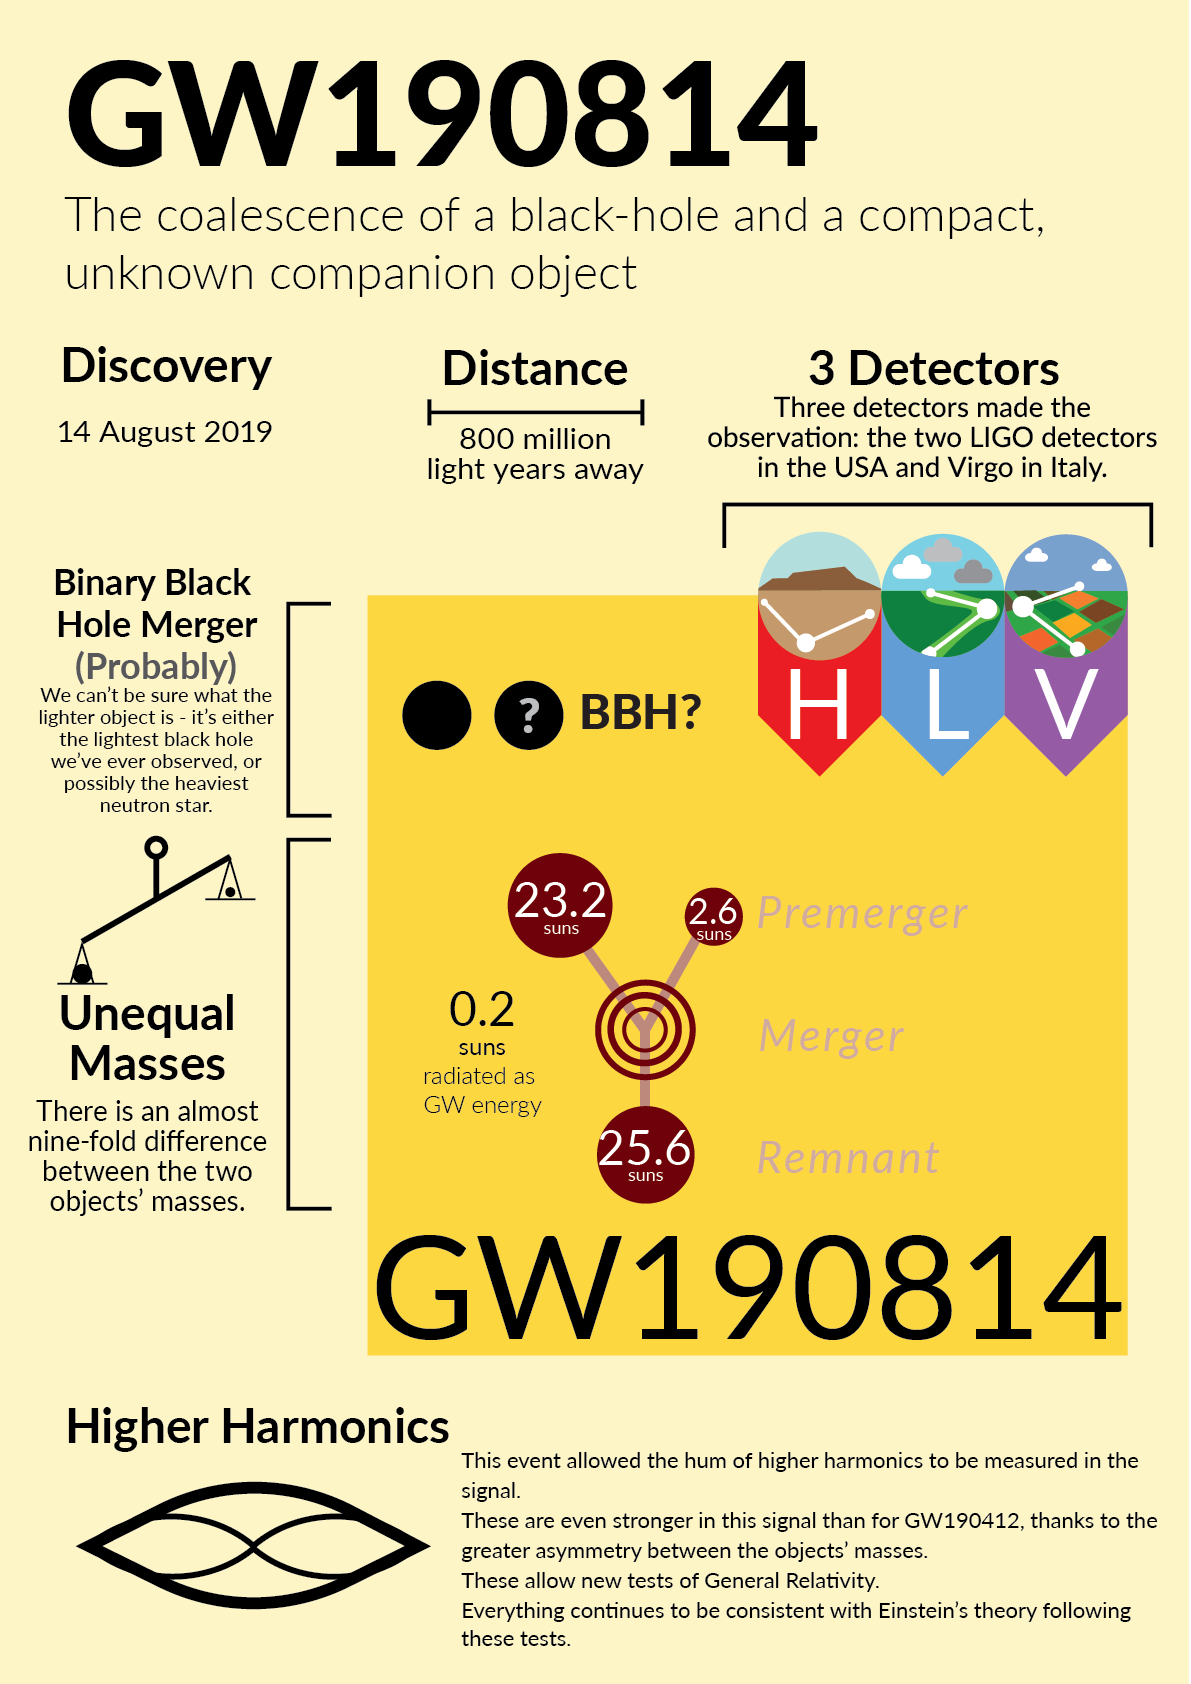 GW190814
The coalescence of a black-hole and a compact,
unknown companion object
Discovery
14 August 2019
Distance
800 million
light years away
3 Detectors
Three detectors made the
observation: the two LIGO detectors
in the USA and Virgo in Italy.
Binary Black
Hole Merger
(Probably)
We can't be sure what the
lighter object is - it's either
the lightest black hole
we've ever observed, or
possibly the heaviest
neutron star.
? BBH?
H L V
Unequal
Masses
There is an almost
nine-fold difference
between the two
objects' masses.
23.2
suns
2.6
suns
Premerger
0.2
suns
radiated as
GW energy
Merger
25.6
suns
Remnant
GW190814
Higher Harmonics
This event allowed the hum of higher harmonics to be measured in the
signal.
These are even stronger in this signal than for GW190412, thanks to the
greater asymmetry between the objects' masses.
These allow new tests of General Relativity.
Everything continues to be consistent with Einstein's theory following
these tests.